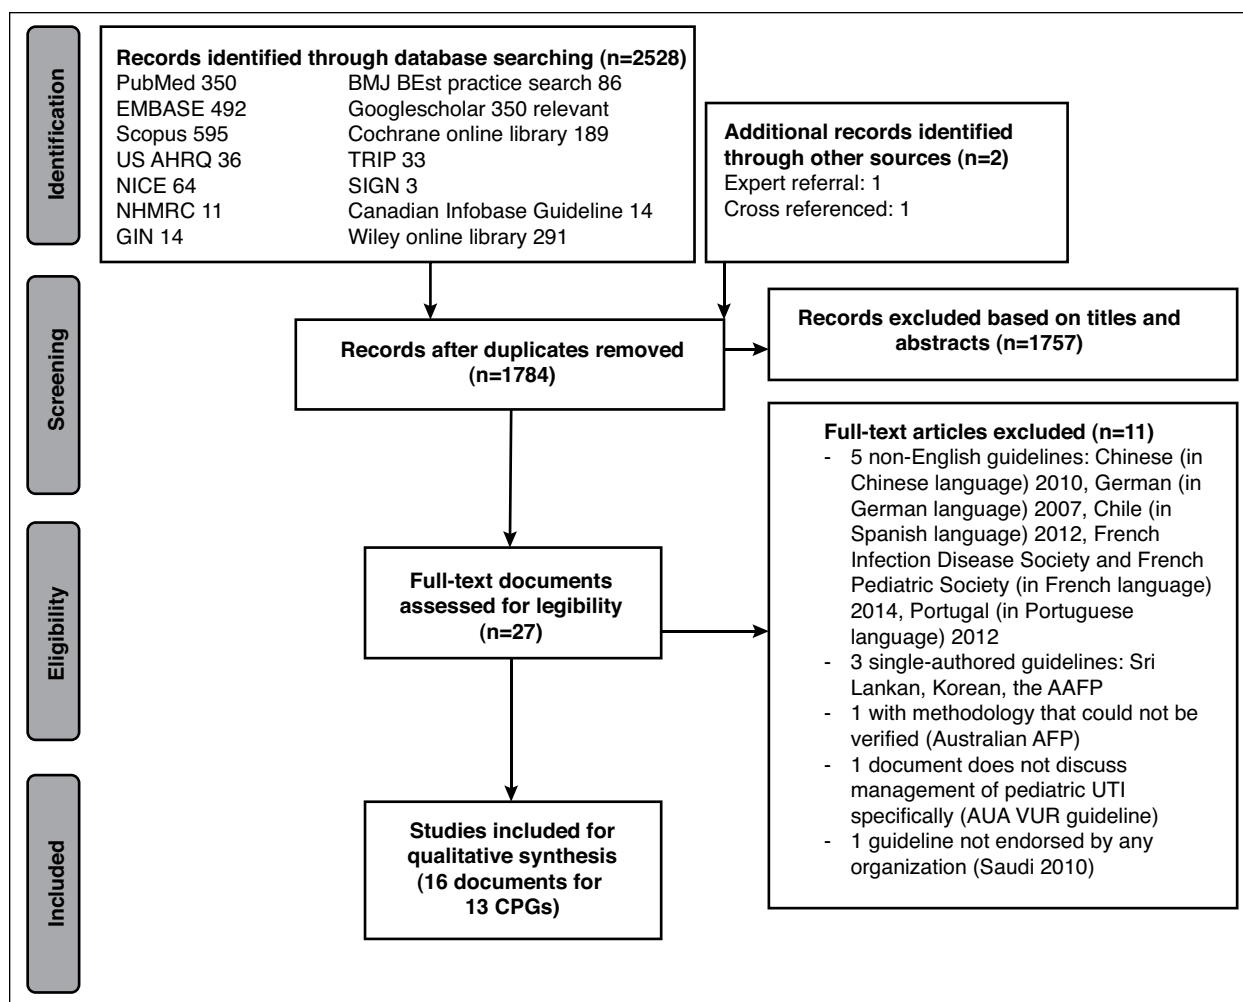 Identification
Records identified through database searching (n=2528)
PubMed 350
EMBASE 492
Scopus 595
US AHRQ 36
NICE 64
NHMRC 11
GIN 14
BMJ BEst practice search 86
Googlescholar 350 relevant
Cochrane online library 189
TRIP 33
SIGN 3
Canadian Infobase Guideline 14
Wiley online library 291
Additional records identified
through other sources (n=2)
Expert referral: 1
Cross referenced: 1
Screening
Records after duplicates removed
(n=1784)
Records excluded based on titles and
abstracts (n=1757)
Eligibility
Full-text documents
assessed for legibility
(n=27)
Full-text articles excluded (n=11)
- 5 non-English guidelines: Chinese (in
Chinese language) 2010, German (in
German language) 2007, Chile (in
Spanish language) 2012, French
Infection Disease Society and French
Pediatric Society (in French language)
2014, Portugal (in Portuguese
language) 2012
- 3 single-authored guidelines: Sri
Lankan, Korean, the AAFP
- 1 with methodology that could not be
verified (Australian AFP)
- 1 document does not discuss
management of pediatric UTI
specifically (AUA VUR guideline)
- 1 guideline not endorsed by any
organization (Saudi 2010)
Included
Studies included for
qualitative synthesis
(16 documents for
13 CPGs)